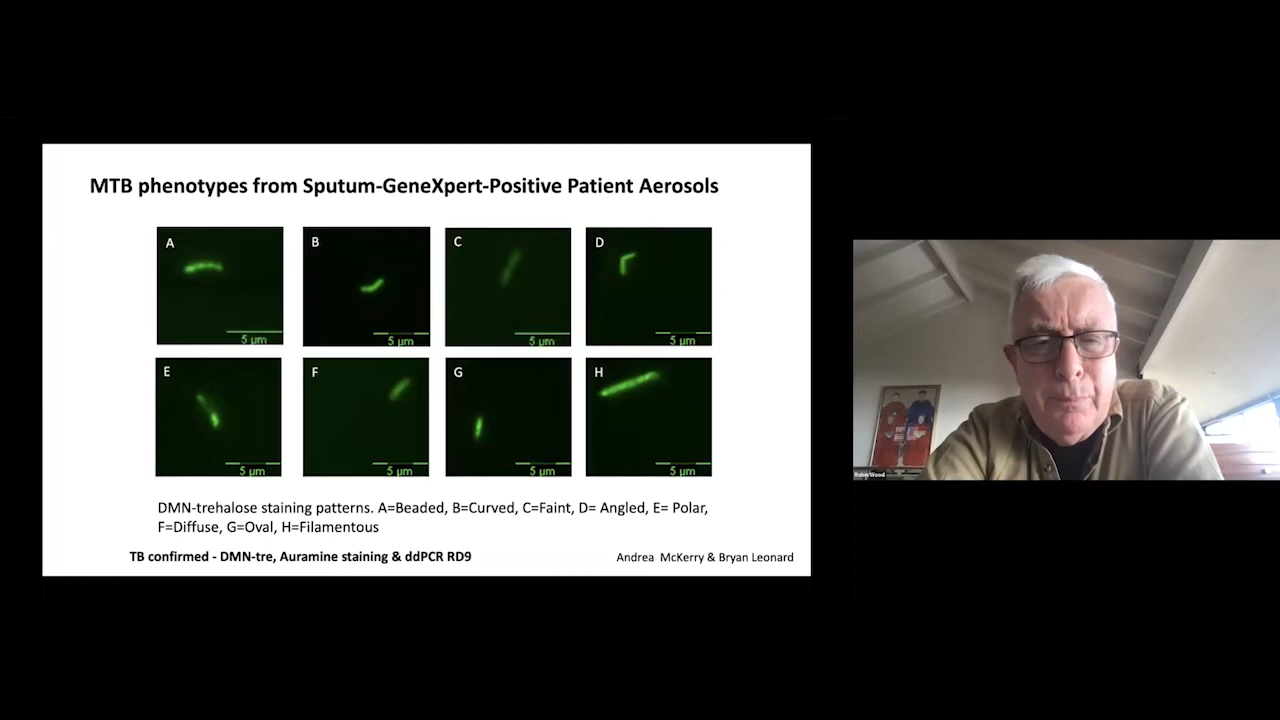 MTB phenotypes from Sputum-GeneXpert-Positive Patient Aerosols
A
B
C
D
5 µm
5 µm
5 µm
5 µm
E
F
G
H
5 µm
5 µm
5 µm
5 µm
DMN-trehalose staining patterns. A=Beaded, B=Curved, C=Faint, D= Angled, E= Polar,
F=Diffuse, G=Oval, H=Filamentous
TB confirmed - DMN-tre, Auramine staining & ddPCR RD9
Andrea McKerry & Bryan Leonard
Robin Wood